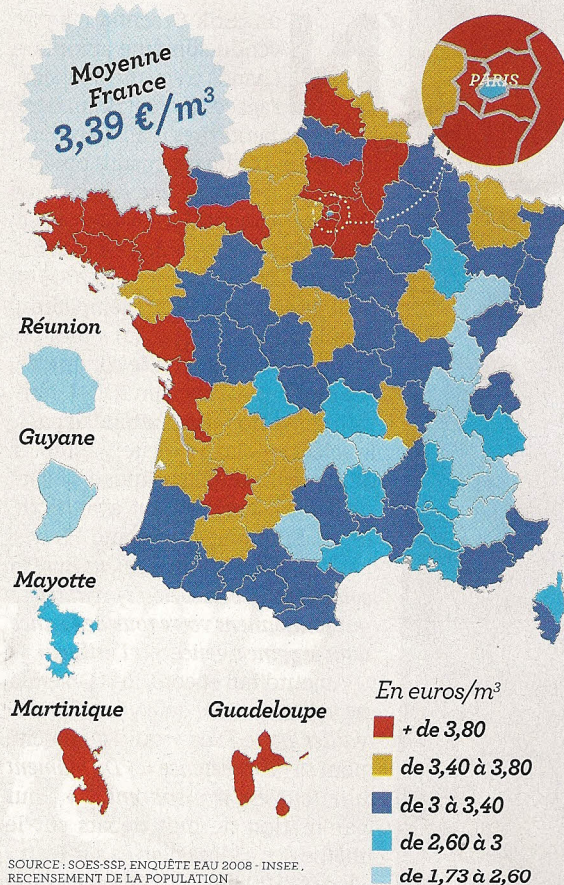 Moyenne
France
3,39 €/m³
PARIS
Réunion
Guyane
Mayotte
Martinique
Guadeloupe
En euros/m³
+ de 3,80
de 3,40 à 3,80
de 3 à 3,40
de 2,60 à 3
de 1,73 à 2,60
SOURCE : SOES-SSP, ENQUÊTE EAU 2008 - INSEE,
RECENSEMENT DE LA POPULATION